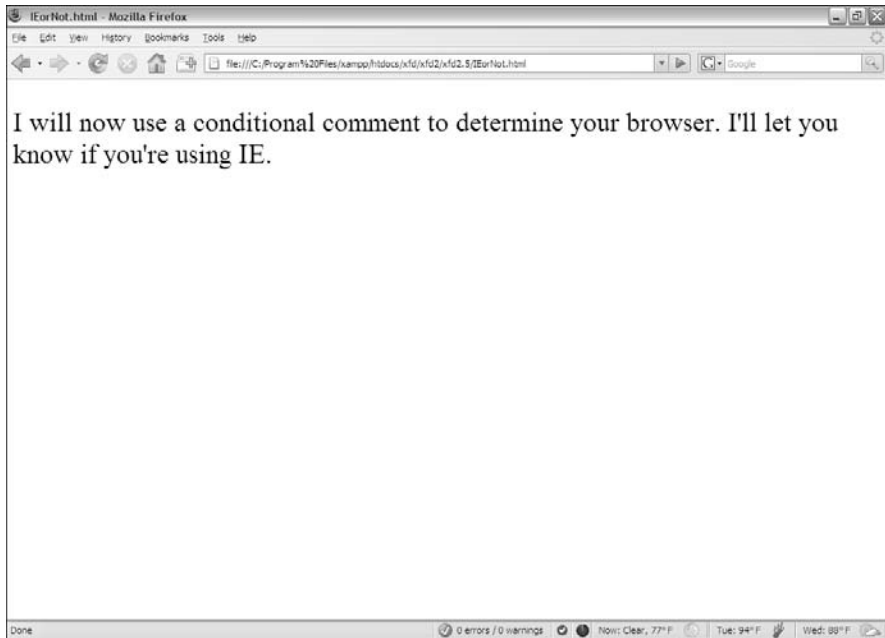 IEorNot.html - Mozilla Firefox
File Edit View History Bookmarks Tools Help
file:///C:/Program%20Files/xampp/htdocs/xfd/xfd2/xfd2.5/IEorNot.html
G Google
I will now use a conditional comment to determine your browser. I'll let you
know if you're using IE.
Done 0 errors / 0 warnings Now: Clear, 77° F Tue: 94° F Wed: 88° F